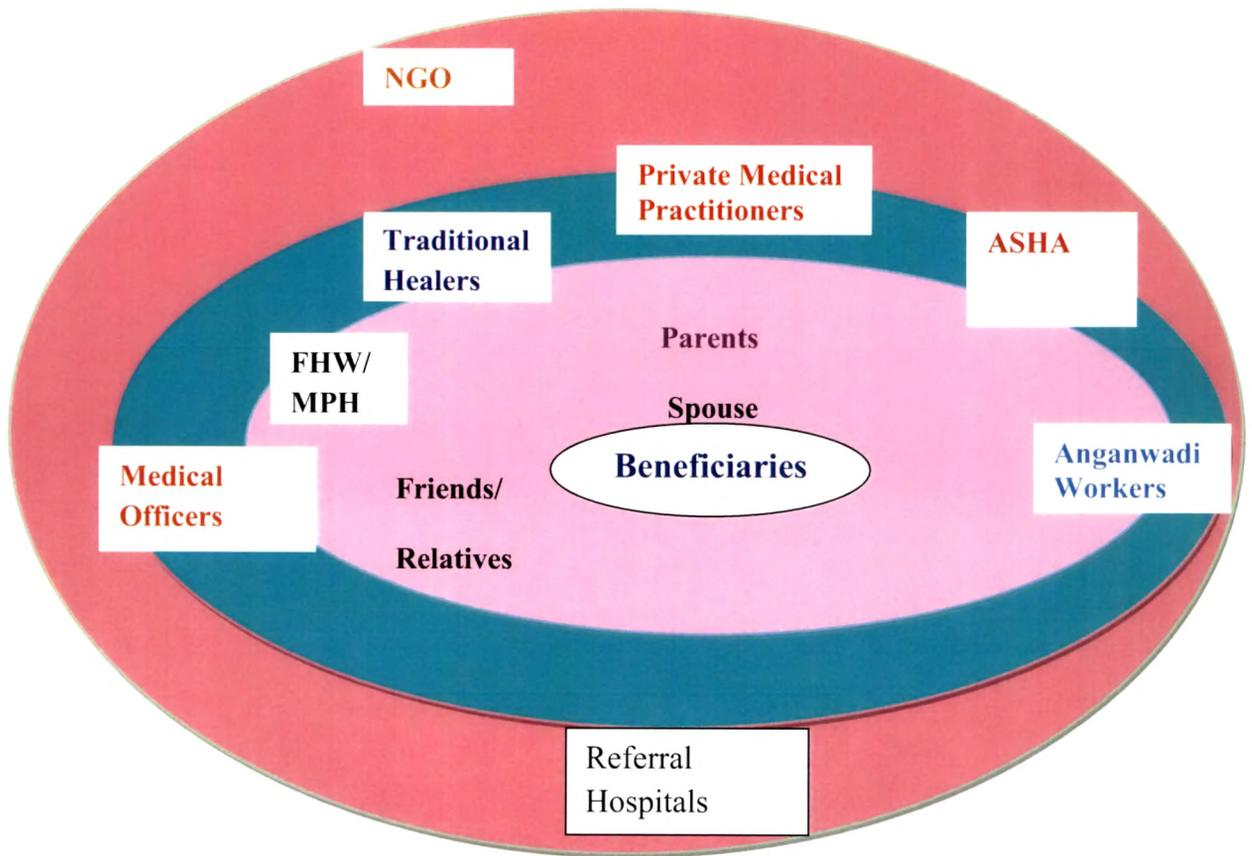 NGO
Private Medical
Practitioners
Traditional
Healers
ASHA
Parents
FHW/
MPH
Spouse
Beneficiaries
Anganwadi
Workers
Medical
Officers
Friends/
Relatives
Referral
Hospitals